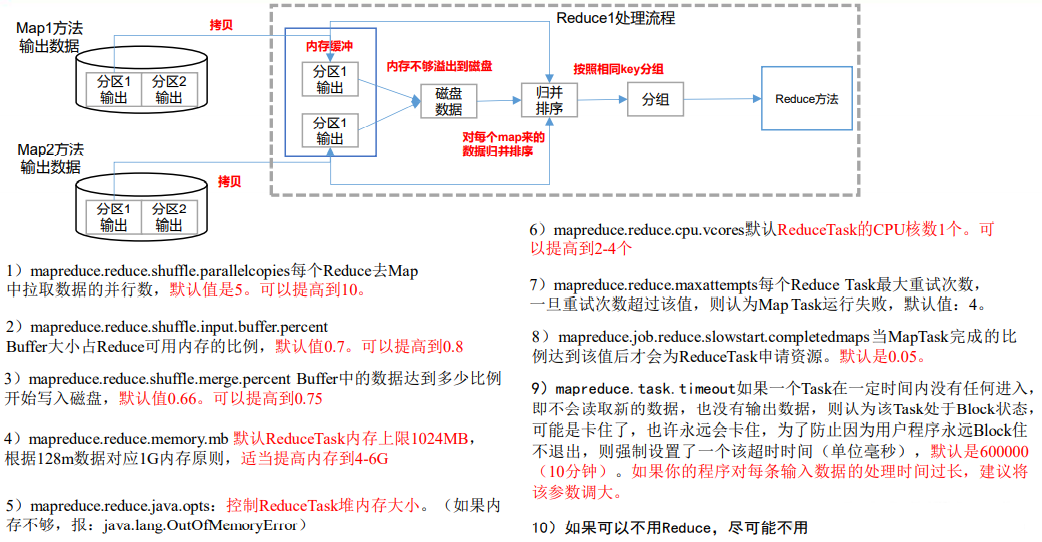 Map1方法
输出数据
分区1
输出
分区2
输出
拷贝
Map2方法
输出数据
分区1
输出
分区2
输出
拷贝
Reduce1处理流程
内存缓冲
分区1
输出
分区1
输出
内存不够溢出到磁盘
磁盘
数据
归并
排序
对每个map来的
数据归并排序
按照相同key分组
分组
Reduce方法
1）mapreduce.reduce.shuffle.parallelcopies每个Reduce去Map
中拉取数据的并行数，默认值是5。可以提高到10。
2）mapreduce.reduce.shuffle.input.buffer.percent
Buffer大小占Reduce可用内存的比例，默认值0.7。可以提高到0.8
3）mapreduce.reduce.shuffle.merge.percent Buffer中的数据达到多少比例
开始写入磁盘，默认值0.66。可以提高到0.75
4）mapreduce.reduce.memory.mb 默认ReduceTask内存上限1024MB，
根据128m数据对应1G内存原则，适当提高内存到4-6G
5）mapreduce.reduce.java.opts：控制ReduceTask堆内存大小。（如果内
存不够，报：java.lang.OutOfMemoryError）
6）mapreduce.reduce.cpu.vcores默认ReduceTask的CPU核数1个。可
以提高到2-4个
7）mapreduce.reduce.maxattempts每个Reduce Task最大重试次数，
一旦重试次数超过该值，则认为Map Task运行失败，默认值：4。
8）mapreduce.job.reduce.slowstart.completedmaps当MapTask完成的比
例达到该值后才会为ReduceTask申请资源。默认是0.05。
9）mapreduce.task.timeout如果一个Task在一定时间内没有任何进入，
即不会读取新的数据，也没有输出数据，则认为该Task处于Block状态，
可能是卡住了，也许永远会卡住，为了防止因为用户程序永远Block住
不退出，则强制设置了一个该超时时间（单位毫秒），默认是600000
（10分钟）。如果你的程序对每条输入数据的处理时间过长，建议将
该参数调大。
10）如果可以不用Reduce，尽可能不用